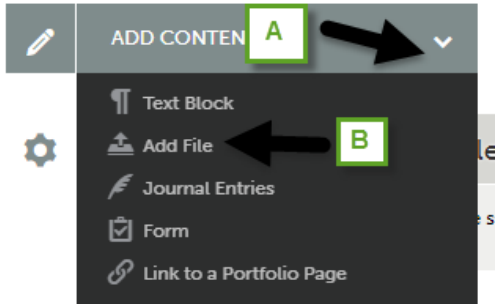 ADD CONTEN
A
Text Block
Add File
B
Journal Entries
Form
Link to a Portfolio Page